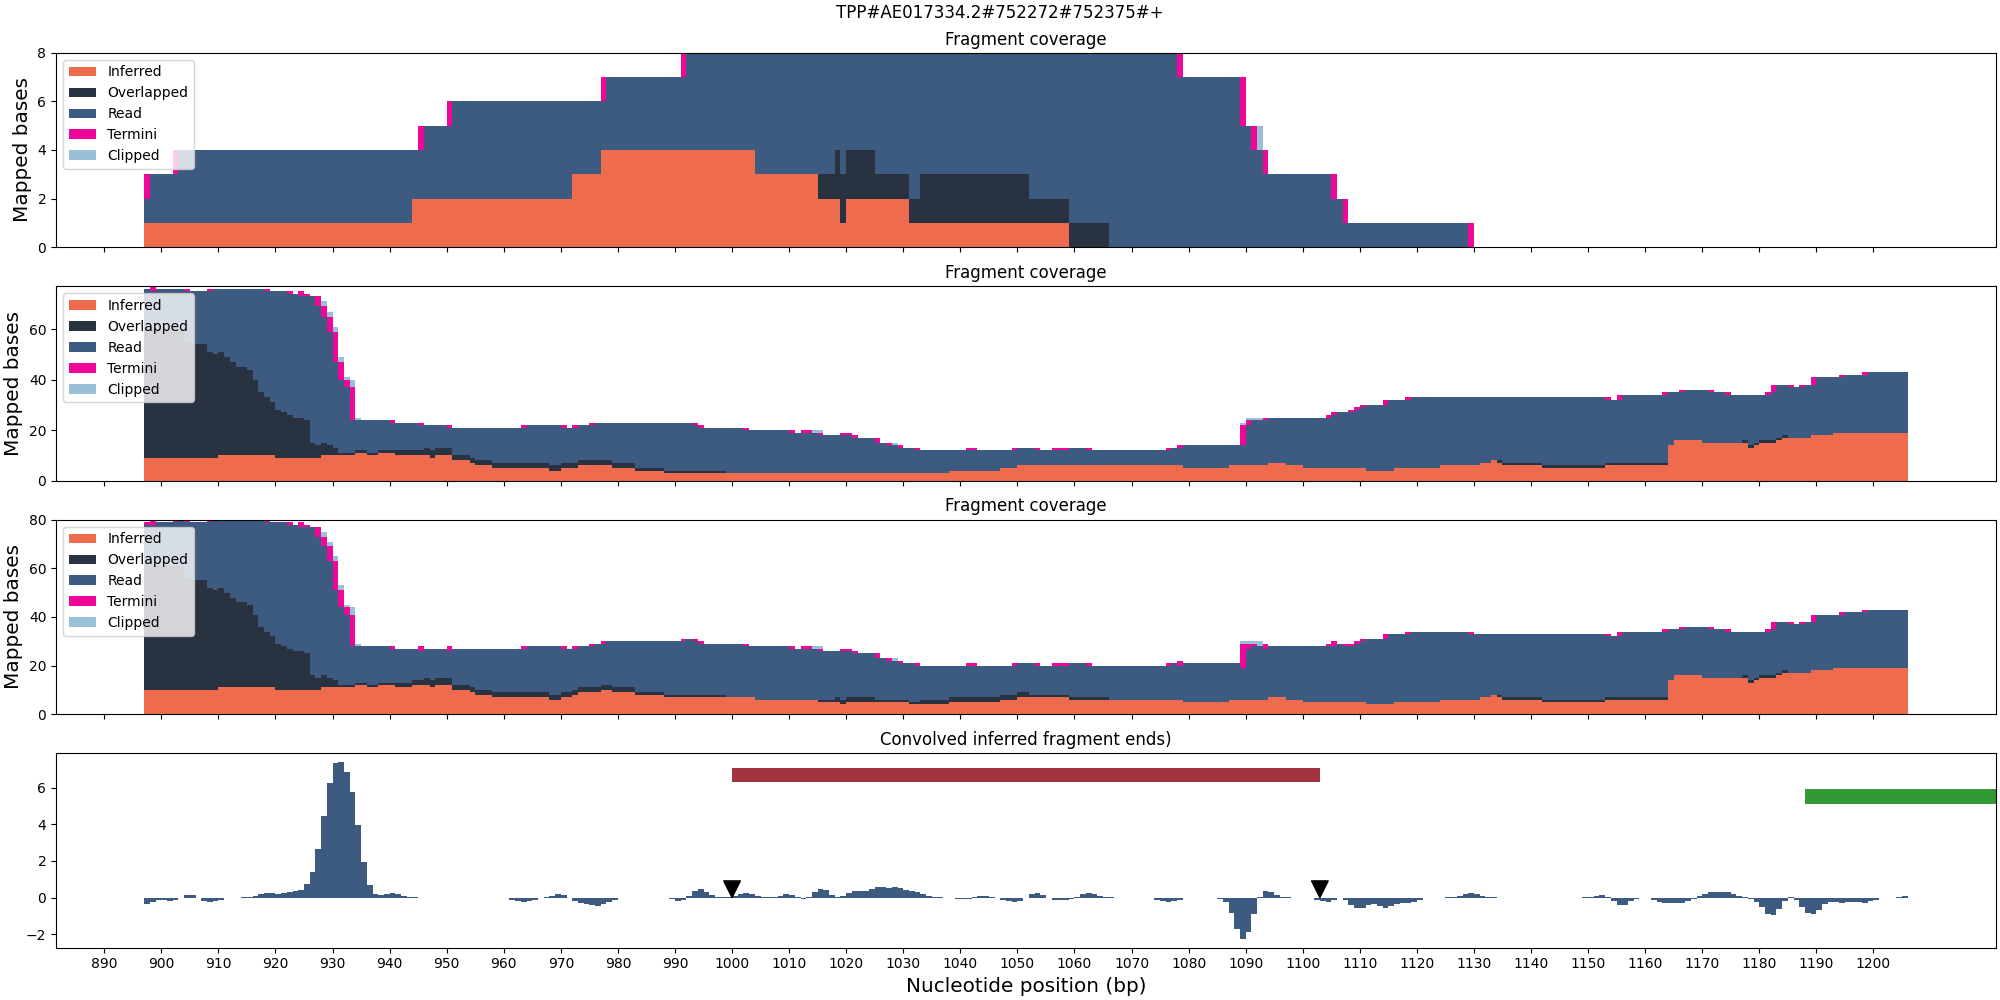 TPP#AE017334.2#752272#752375#+
Fragment coverage
Mapped bases
8
6
4
2
0
Inferred
Overlapped
Read
Termini
Clipped
Fragment coverage
Mapped bases
60
40
20
0
Inferred
Overlapped
Read
Termini
Clipped
Fragment coverage
Mapped bases
80
60
40
20
0
Inferred
Overlapped
Read
Termini
Clipped
Convolved inferred fragment ends)
6
4
2
0
−2
890 900 910 920 930 940 950 960 970 980 990 1000 1010 1020 1030 1040 1050 1060 1070 1080 1090 1100 1110 1120 1130 1140 1150 1160 1170 1180 1190 1200
Nucleotide position (bp)